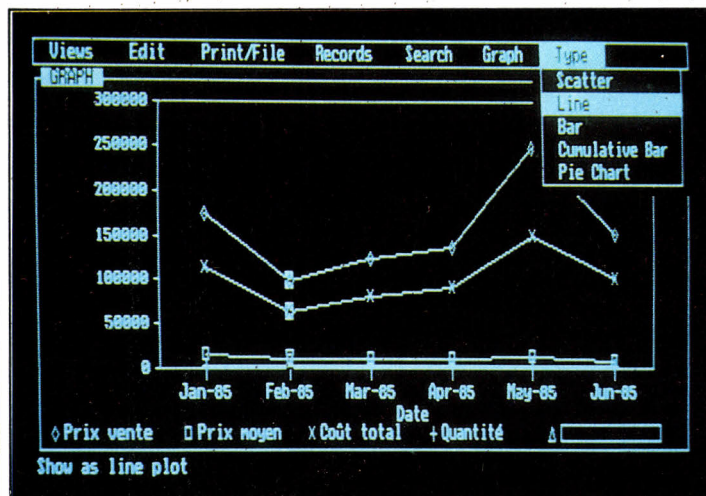 Views Edit Print/File Records Search Graph Type
GRAPH
Scatter
Line
Bar
Cumulative Bar
Pie Chart
300000
250000
200000
150000
100000
50000
0
Jan-85 Feb-85 Mar-85 Apr-85 May-85 Jun-85
Date
Prix vente Prix moyen Coût total Quantité
Show as line plot